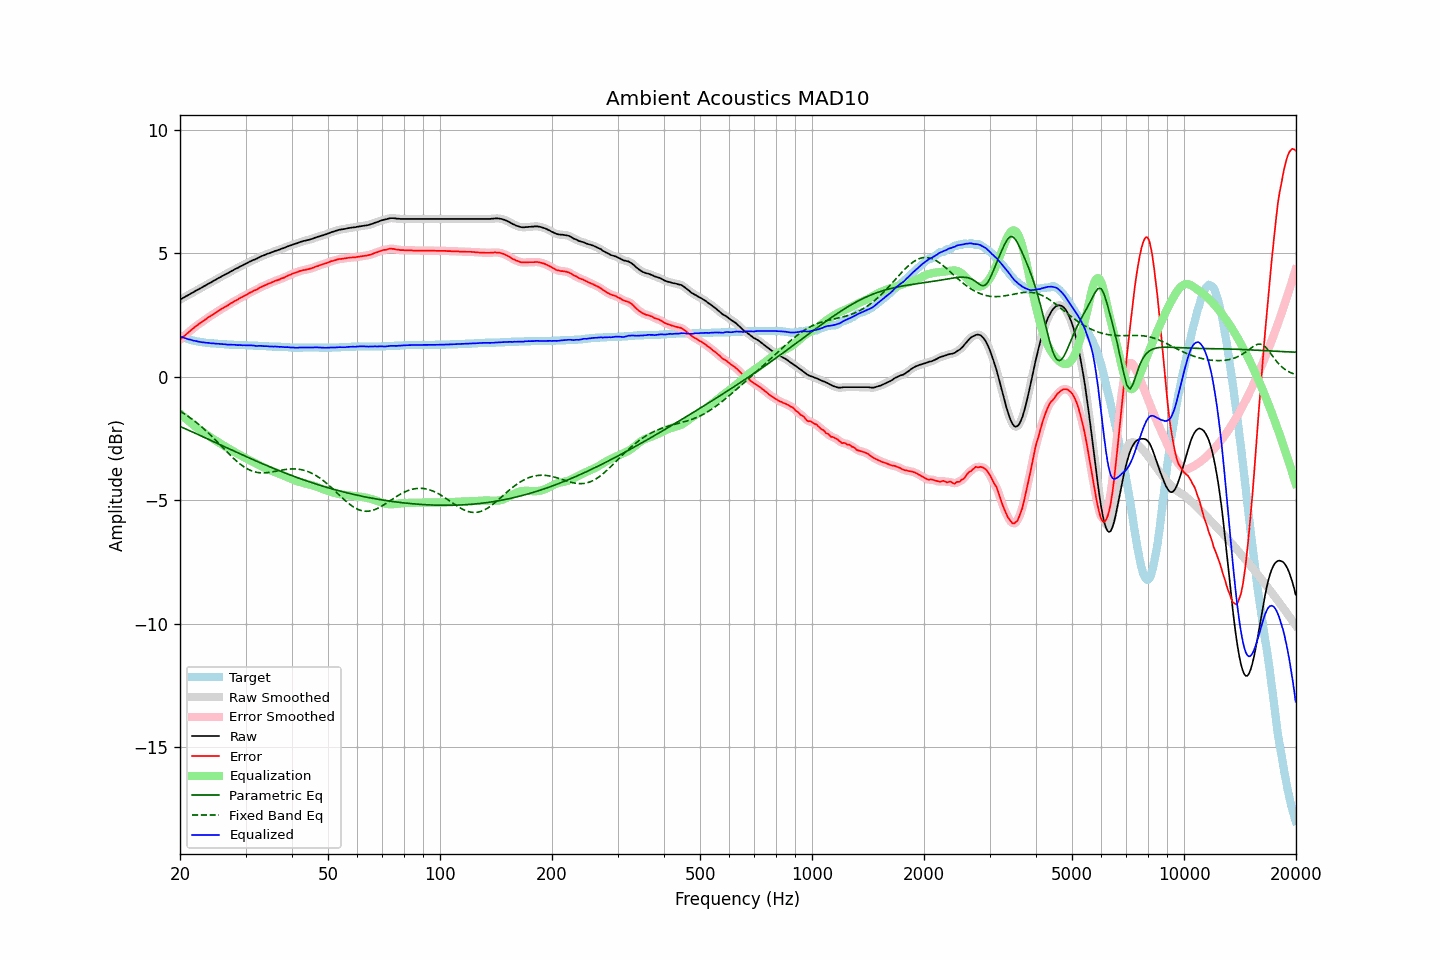 Ambient Acoustics MAD10
10
5
0
−5
−10
−15
Amplitude (dBr)
Target
Raw Smoothed
Error Smoothed
Raw
Error
Equalization
Parametric Eq
Fixed Band Eq
Equalized
20 50 100 200 500 1000 2000 5000 10000 20000
Frequency (Hz)